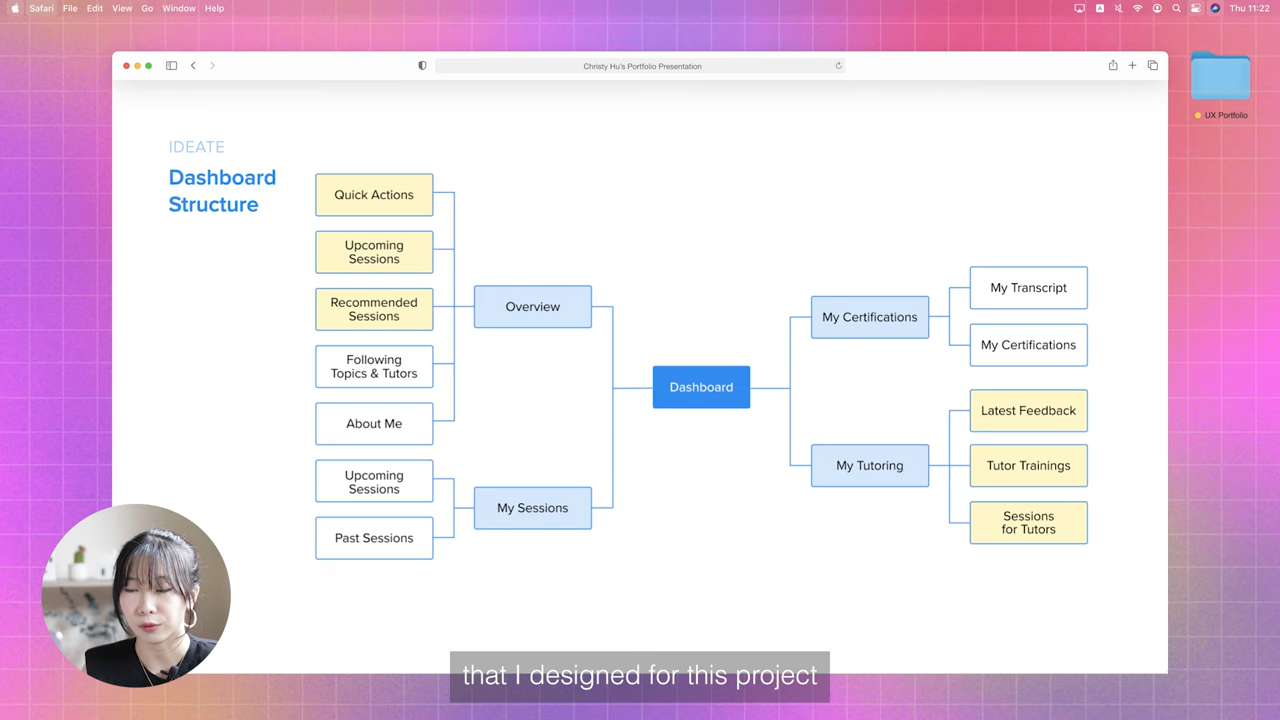 Safari File Edit View Go Window Help
A
Thu 11:22
Christy Hu's Portfolio Presentation
UX Portfolio
IDEATE
Dashboard
Structure
Quick Actions
Upcoming
Sessions
Recommended
Sessions
Following
Topics & Tutors
About Me
Upcoming
Sessions
Past Sessions
Overview
My Sessions
Dashboard
My Certifications
My Tutoring
My Transcript
My Certifications
Latest Feedback
Tutor Trainings
Sessions
for Tutors
that I designed for this project